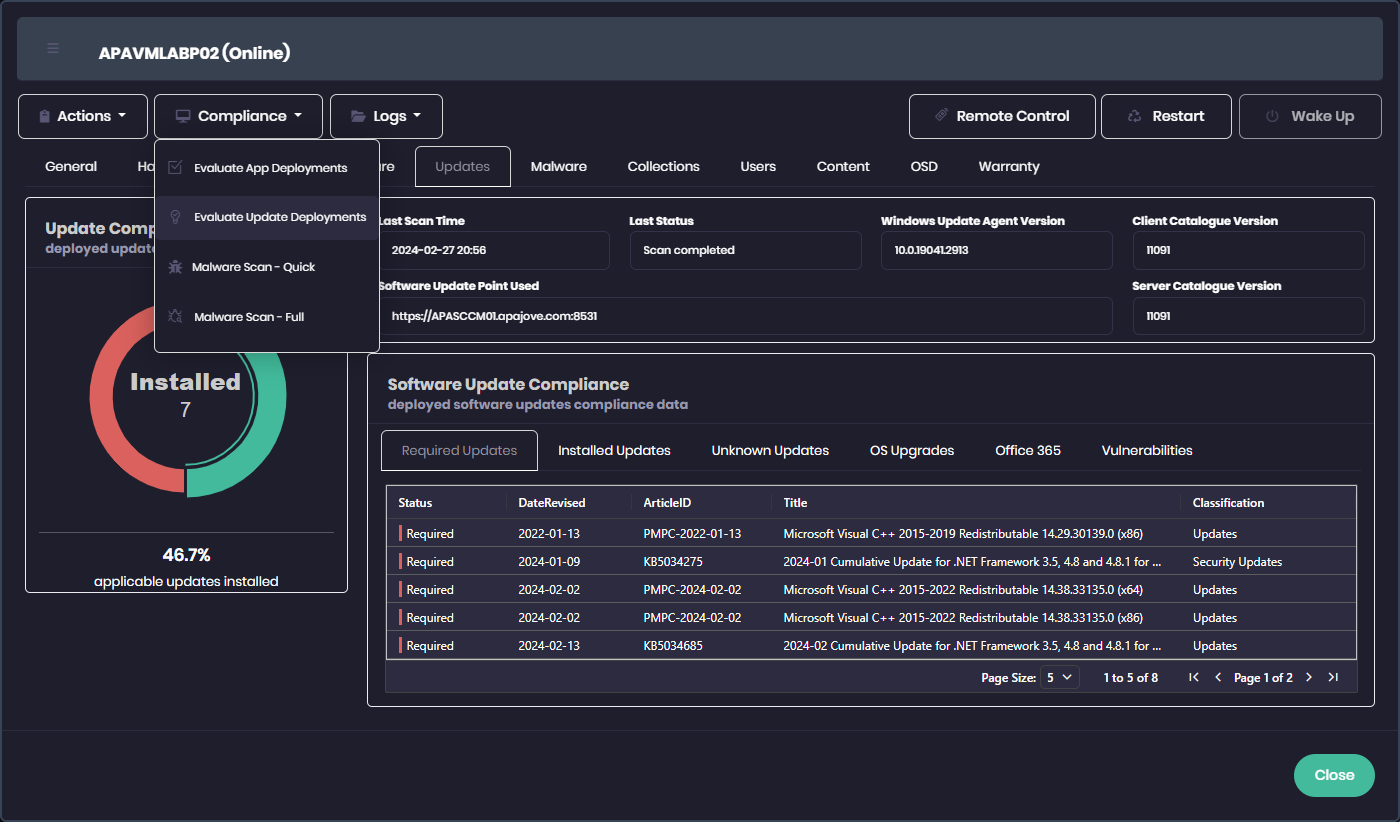 APAVMLABP02 (Online)
Actions
Compliance
Logs
Remote Control
Restart
Wake Up
General
Ho
re
Updates
Malware
Collections
Users
Content
OSD
Warranty
Evaluate App Deployments
Evaluate Update Deployments
Malware Scan - Quick
Malware Scan - Full
Update Comp
deployed update
Installed
7
46.7%
applicable updates installed
Last Scan Time
Last Status
Windows Update Agent Version
Client Catalogue Version
2024-02-27 20:56
Scan completed
10.0.19041.2913
11091
Software Update Point Used
Server Catalogue Version
https://APASCCM01.apajove.com:8531
11091
Software Update Compliance
deployed software updates compliance data
Required Updates
Installed Updates
Unknown Updates
OS Upgrades
Office 365
Vulnerabilities
Status DateRevised ArticleID Title Classification
Required 2022-01-13 PMPC-2022-01-13 Microsoft Visual C++ 2015-2019 Redistributable 14.29.30139.0 (x86) Updates
Required 2024-01-09 KB5034275 2024-01 Cumulative Update for .NET Framework 3.5, 4.8 and 4.8.1 for ... Security Updates
Required 2024-02-02 PMPC-2024-02-02 Microsoft Visual C++ 2015-2022 Redistributable 14.38.33135.0 (x64) Updates
Required 2024-02-02 PMPC-2024-02-02 Microsoft Visual C++ 2015-2022 Redistributable 14.38.33135.0 (x86) Updates
Required 2024-02-13 KB5034685 2024-02 Cumulative Update for .NET Framework 3.5, 4.8 and 4.8.1 for ... Updates
Page Size: 5 1 to 5 of 8 Page 1 of 2
Close